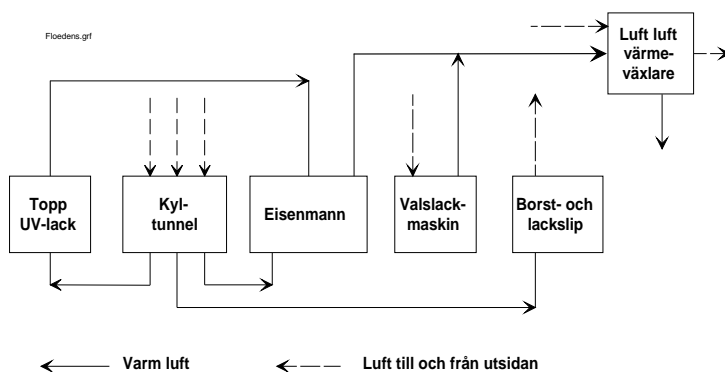 Floedens.grf
Luft luft
värme-
växlare
Topp
UV-lack
Kyl-
tunnel
Eisenmann
Valslack-
maskin
Borst- och
lackslip
Varm luft
Luft till och från utsidan